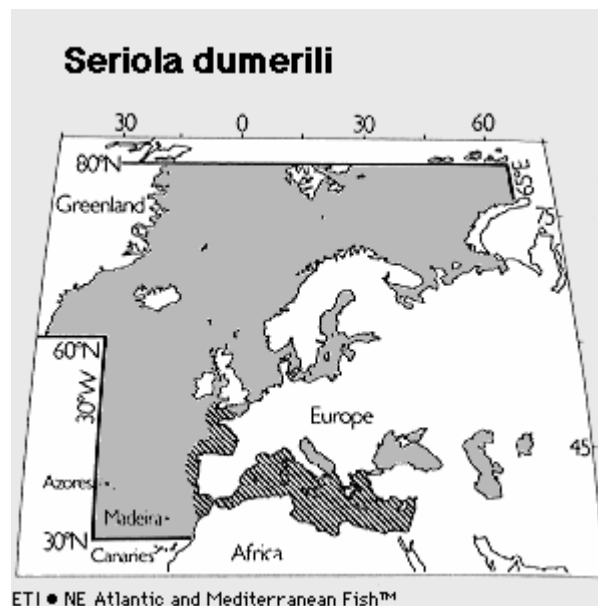 Seriola dumerili
30 0 30 60
80°N
65°E
Greenland
75
60°N
30°W
Europe
45
Azores
Madeira
30°N
Canaries
Africa
ETI ● NE Atlantic and Mediterranean Fish™